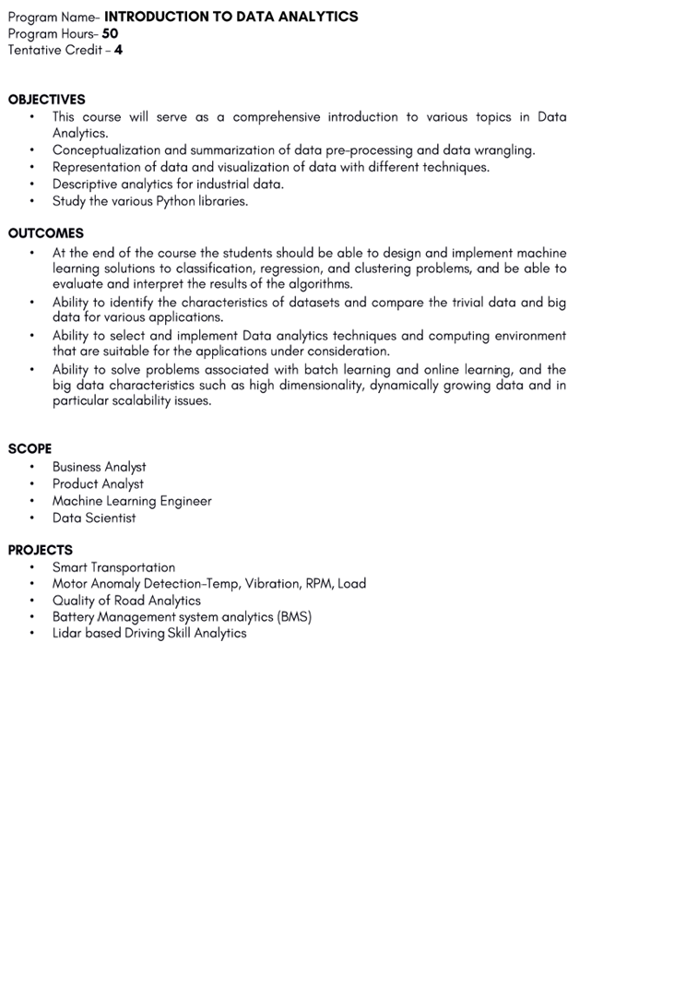 Program Name- INTRODUCTION TO DATA ANALYTICS
Program Hours- 50
Tentative Credit - 4
OBJECTIVES
• This course will serve as a comprehensive introduction to various topics in Data
Analytics.
• Conceptualization and summarization of data pre-processing and data wrangling.
• Representation of data and visualization of data with different techniques.
• Descriptive analytics for industrial data.
• Study the various Python libraries.
OUTCOMES
• At the end of the course the students should be able to design and implement machine
learning solutions to classification, regression, and clustering problems, and be able to
evaluate and interpret the results of the algorithms.
• Ability to identify the characteristics of datasets and compare the trivial data and big
data for various applications.
• Ability to select and implement Data analytics techniques and computing environment
that are suitable for the applications under consideration.
• Ability to solve problems associated with batch learning and online learning, and the
big data characteristics such as high dimensionality, dynamically growing data and in
particular scalability issues.
SCOPE
• Business Analyst
• Product Analyst
• Machine Learning Engineer
• Data Scientist
PROJECTS
• Smart Transportation
• Motor Anomaly Detection-Temp, Vibration, RPM, Load
• Quality of Road Analytics
• Battery Management system analytics (BMS)
• Lidar based Driving Skill Analytics